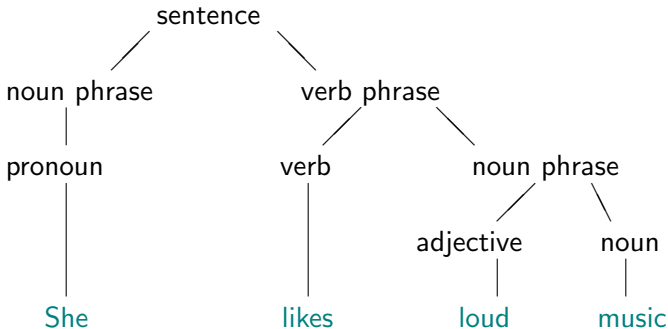 sentence
noun phrase verb phrase
pronoun verb noun phrase
adjective noun
She likes loud music